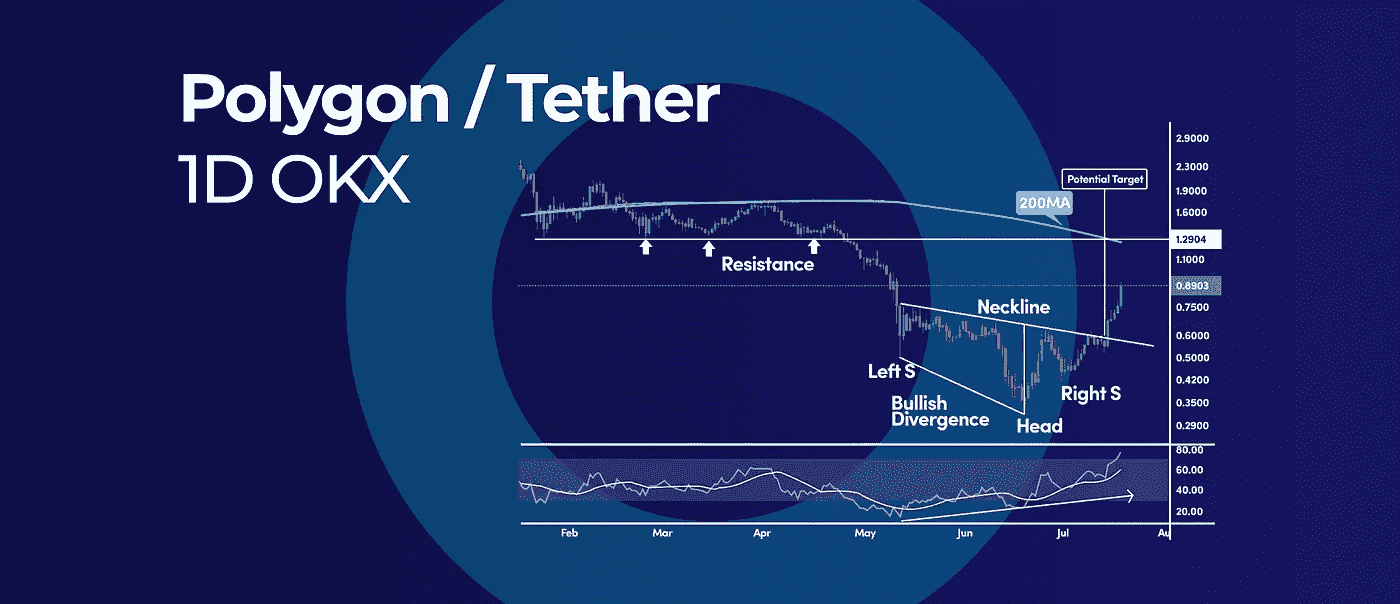 Polygon / Tether
1D OKX
2.9000
2.3000
Potential Target
1.9000
200MA
1.6000
1.2904
Resistance
1.1000
0.8903
Neckline
0.7500
0.6000
0.5000
Left S
0.4200
Right S
Bullish
Divergence
0.3500
Head
0.2900
80.00
60.00
40.00
20.00
Feb Mar Apr May Jun Jul Au